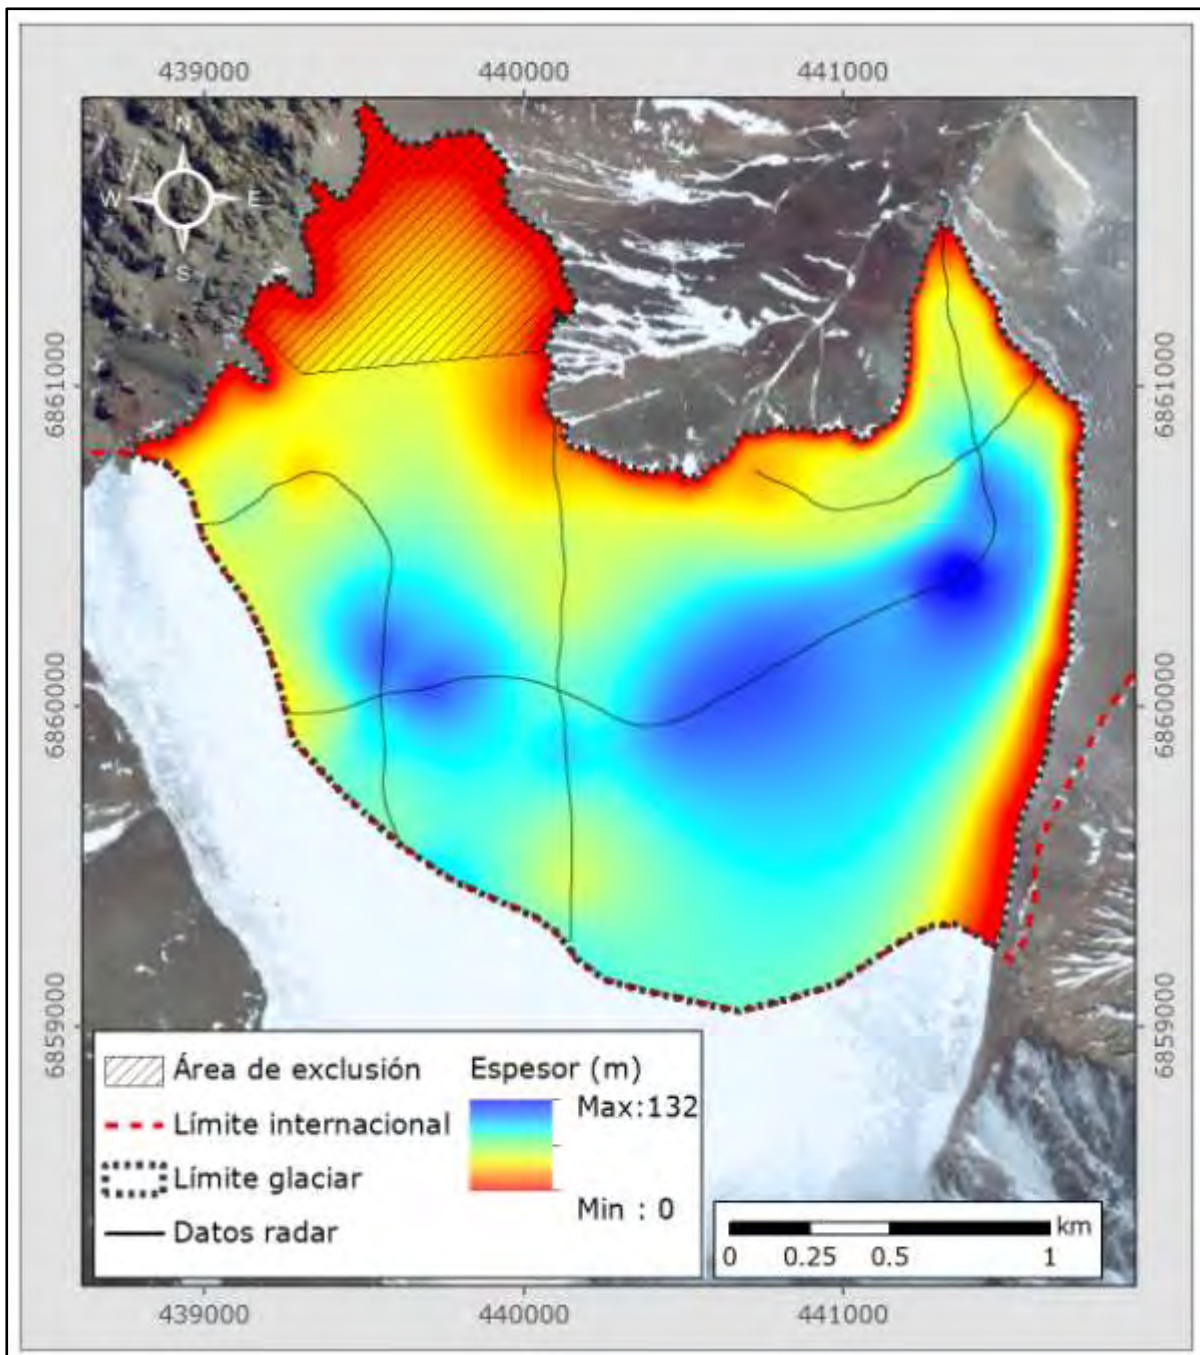 439000 440000 441000
N
W E
S
6861000 6861000
6860000 6860000
6859000 6859000
Área de exclusión
Límite internacional
Límite glaciar
Datos radar
Espesor (m)
Max:132
Min : 0
km
0 0.25 0.5 1
439000 440000 441000